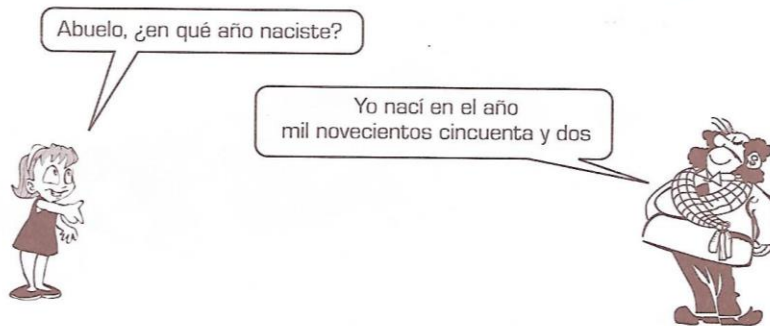 Abuelo, ¿en qué año naciste?
Yo nací en el año
mil novecientos cincuenta y dos